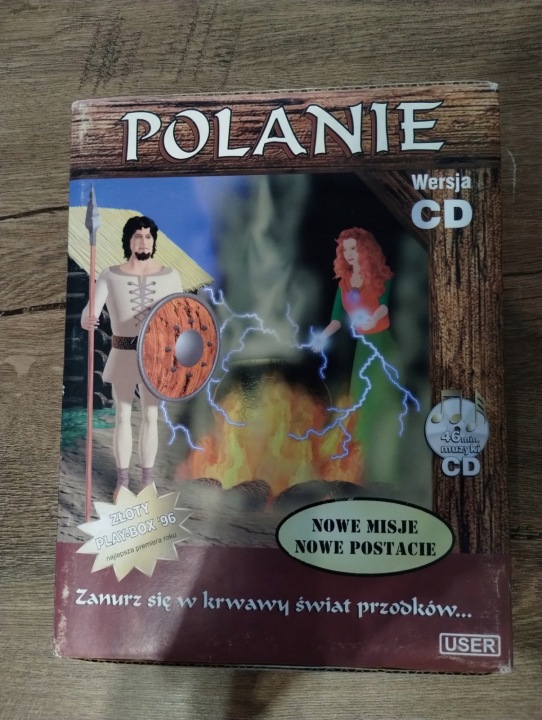 POLANIE
Wersja
CD
46 min.
muzyki
CD
ZŁOTY
PLAY-BOX '96
najlepsza premiera roku
NOWE MISJE
NOWE POSTACIE
Zanurz się w krwawy świat przodków...
USER